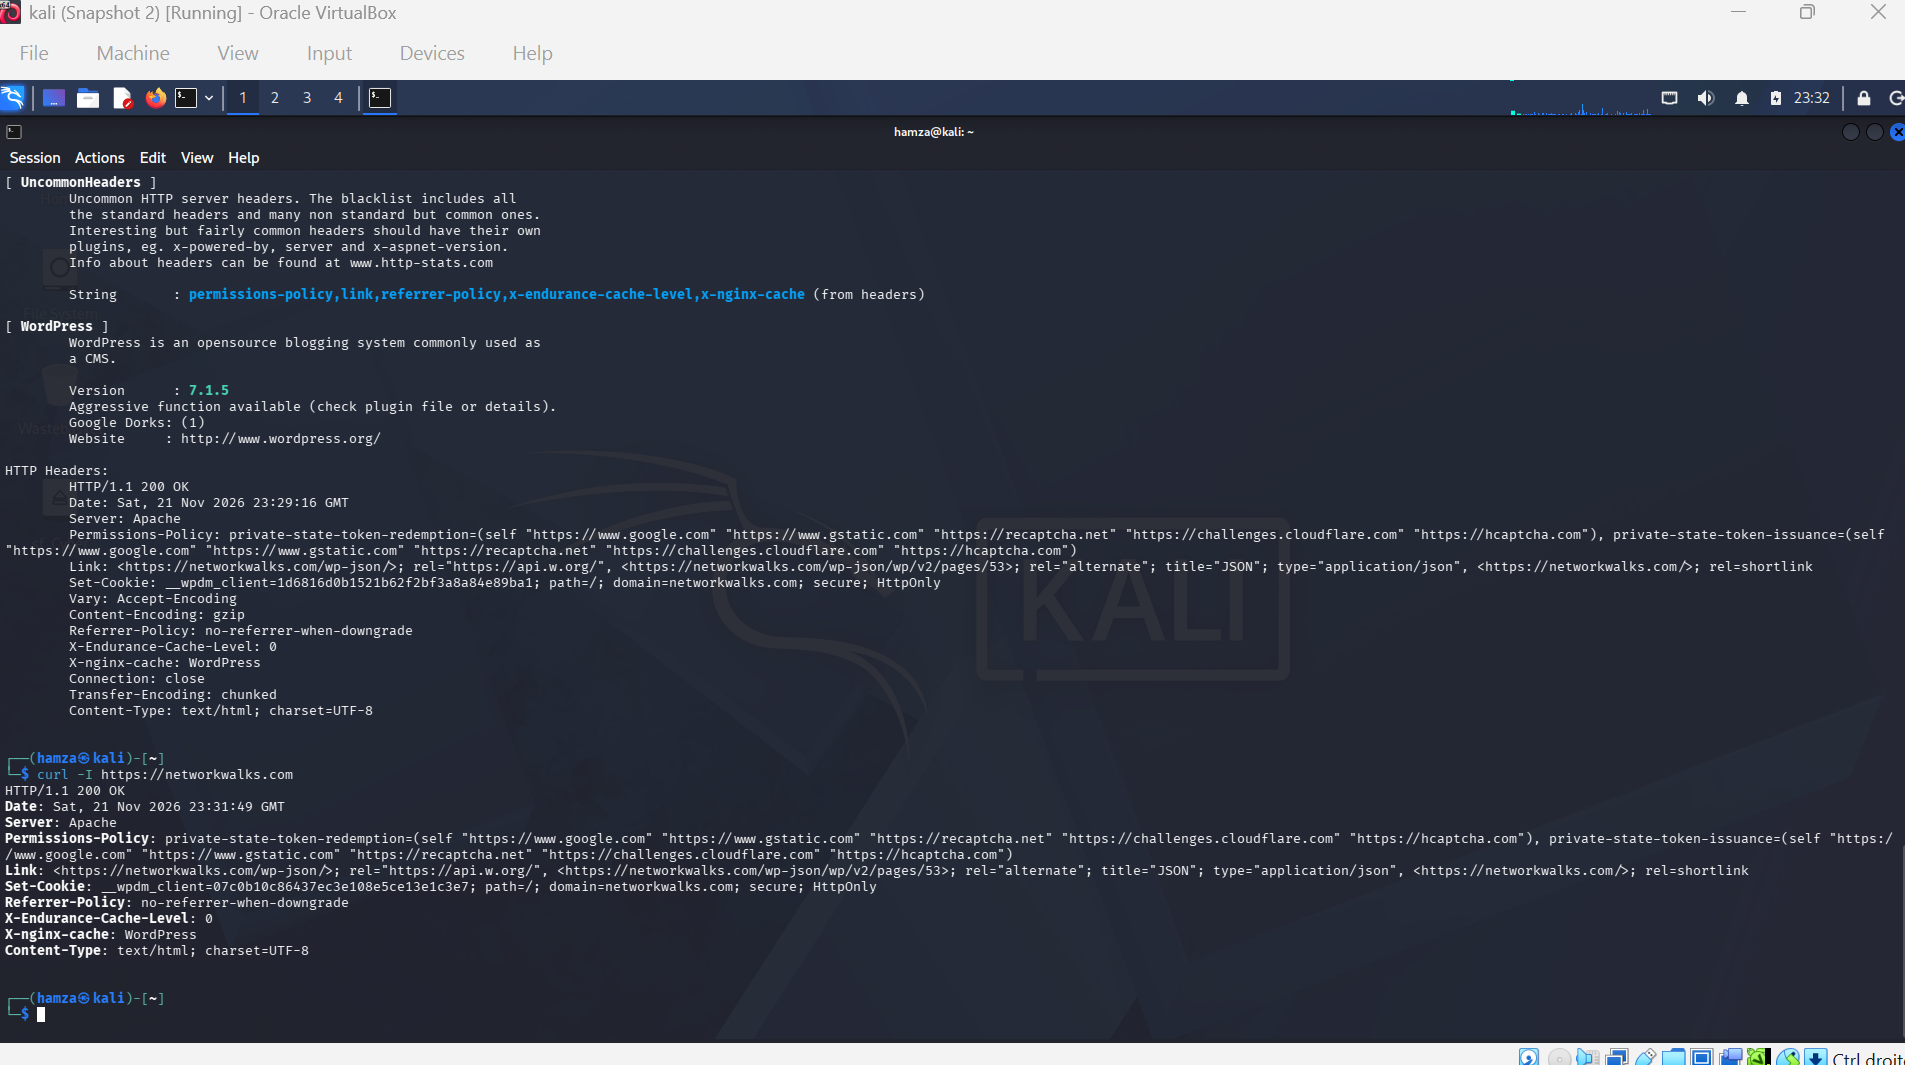 kali (Snapshot 2) [Running] - Oracle VirtualBox
File Machine View Input Devices Help
1 2 3 4 23:32
hamza@kali: ~
Session Actions Edit View Help
[ UncommonHeaders ]
Uncommon HTTP server headers. The blacklist includes all
the standard headers and many non standard but common ones.
Interesting but fairly common headers should have their own
plugins, eg. x-powered-by, server and x-aspnet-version.
Info about headers can be found at www.http-stats.com
String : permissions-policy,link,referrer-policy,x-endurance-cache-level,x-nginx-cache (from headers)
File System
[ WordPress ]
WordPress is an opensource blogging system commonly used as
a CMS.
Version : 7.1.5
Aggressive function available (check plugin file or details).
Google Dorks: (1)
Website : http://www.wordpress.org/
HTTP Headers:
HTTP/1.1 200 OK
Date: Sat, 21 Nov 2026 23:29:16 GMT
Server: Apache
Permissions-Policy: private-state-token-redemption=(self "https://www.google.com" "https://www.gstatic.com" "https://recaptcha.net" "https://challenges.cloudflare.com" "https://hcaptcha.com"), private-state-token-issuance=(self
"https://www.google.com" "https://www.gstatic.com" "https://recaptcha.net" "https://challenges.cloudflare.com" "https://hcaptcha.com")
Link: <https://networkwalks.com/wp-json/>; rel="https://api.w.org/", <https://networkwalks.com/wp-json/wp/v2/pages/53>; rel="alternate"; title="JSON"; type="application/json", <https://networkwalks.com/>; rel=shortlink
Set-Cookie: __wpdm_client=1d6816d0b1521b62f2bf3a8a84e89ba1; path=/; domain=networkwalks.com; secure; HttpOnly
Vary: Accept-Encoding
Content-Encoding: gzip
Referrer-Policy: no-referrer-when-downgrade
X-Endurance-Cache-Level: 0
X-nginx-cache: WordPress
Connection: close
Transfer-Encoding: chunked
Content-Type: text/html; charset=UTF-8
KALI
┌──(hamza㉿kali)-[~]
└─$ curl -I https://networkwalks.com
HTTP/1.1 200 OK
Date: Sat, 21 Nov 2026 23:31:49 GMT
Server: Apache
Permissions-Policy: private-state-token-redemption=(self "https://www.google.com" "https://www.gstatic.com" "https://recaptcha.net" "https://challenges.cloudflare.com" "https://hcaptcha.com"), private-state-token-issuance=(self "https:/
/www.google.com" "https://www.gstatic.com" "https://recaptcha.net" "https://challenges.cloudflare.com" "https://hcaptcha.com")
Link: <https://networkwalks.com/wp-json/>; rel="https://api.w.org/", <https://networkwalks.com/wp-json/wp/v2/pages/53>; rel="alternate"; title="JSON"; type="application/json", <https://networkwalks.com/>; rel=shortlink
Set-Cookie: __wpdm_client=07c0b10c86437ec3e108e5ce13e1c3e7; path=/; domain=networkwalks.com; secure; HttpOnly
Referrer-Policy: no-referrer-when-downgrade
X-Endurance-Cache-Level: 0
X-nginx-cache: WordPress
Content-Type: text/html; charset=UTF-8
┌──(hamza㉿kali)-[~]
└─$
Ctrl droite